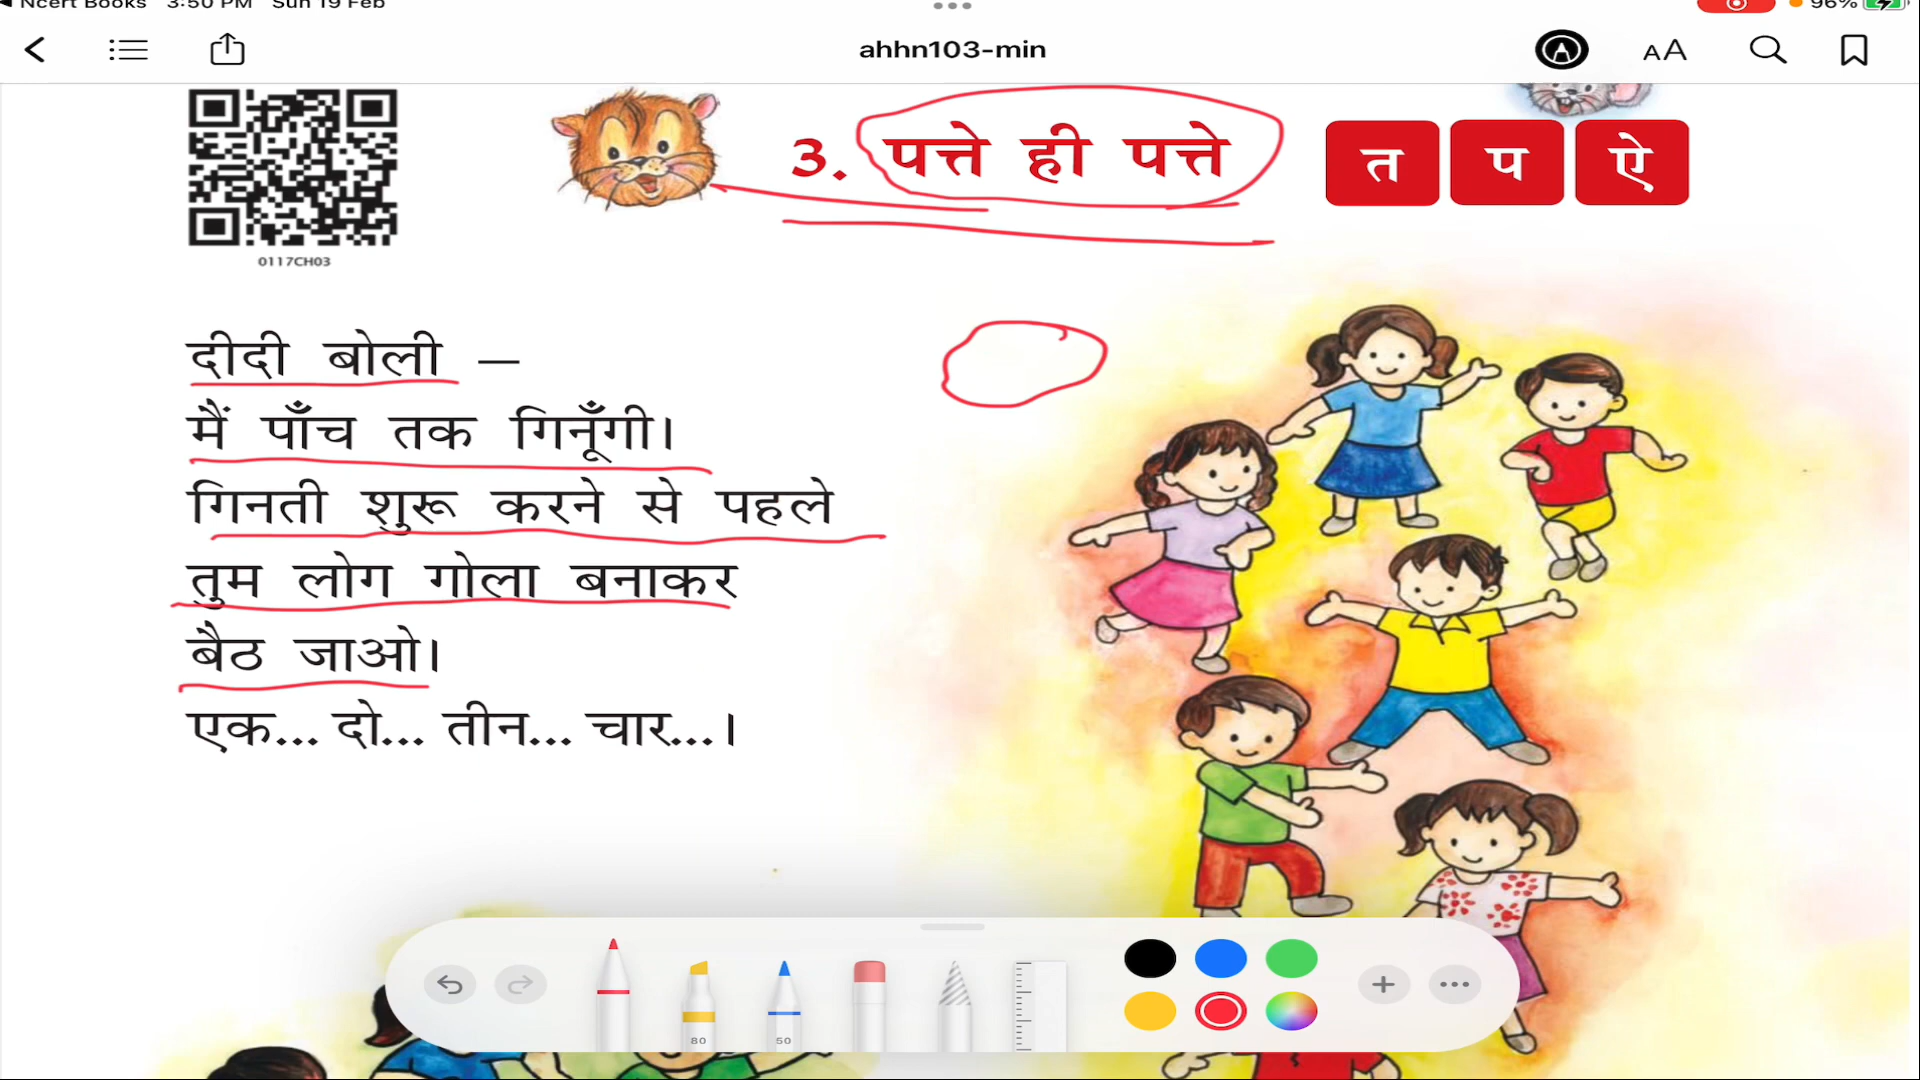 Ncert Books 3:50 PM Sun 19 Feb
96%
ahhn103-min
AA
0117CH03
3. पत्ते ही पत्ते
त प ऐ
दीदी बोली —
मैं पाँच तक गिनूँगी।
गिनती शुरू करने से पहले
तुम लोग गोला बनाकर
बैठ जाओ।
एक... दो... तीन... चार...।
80
50